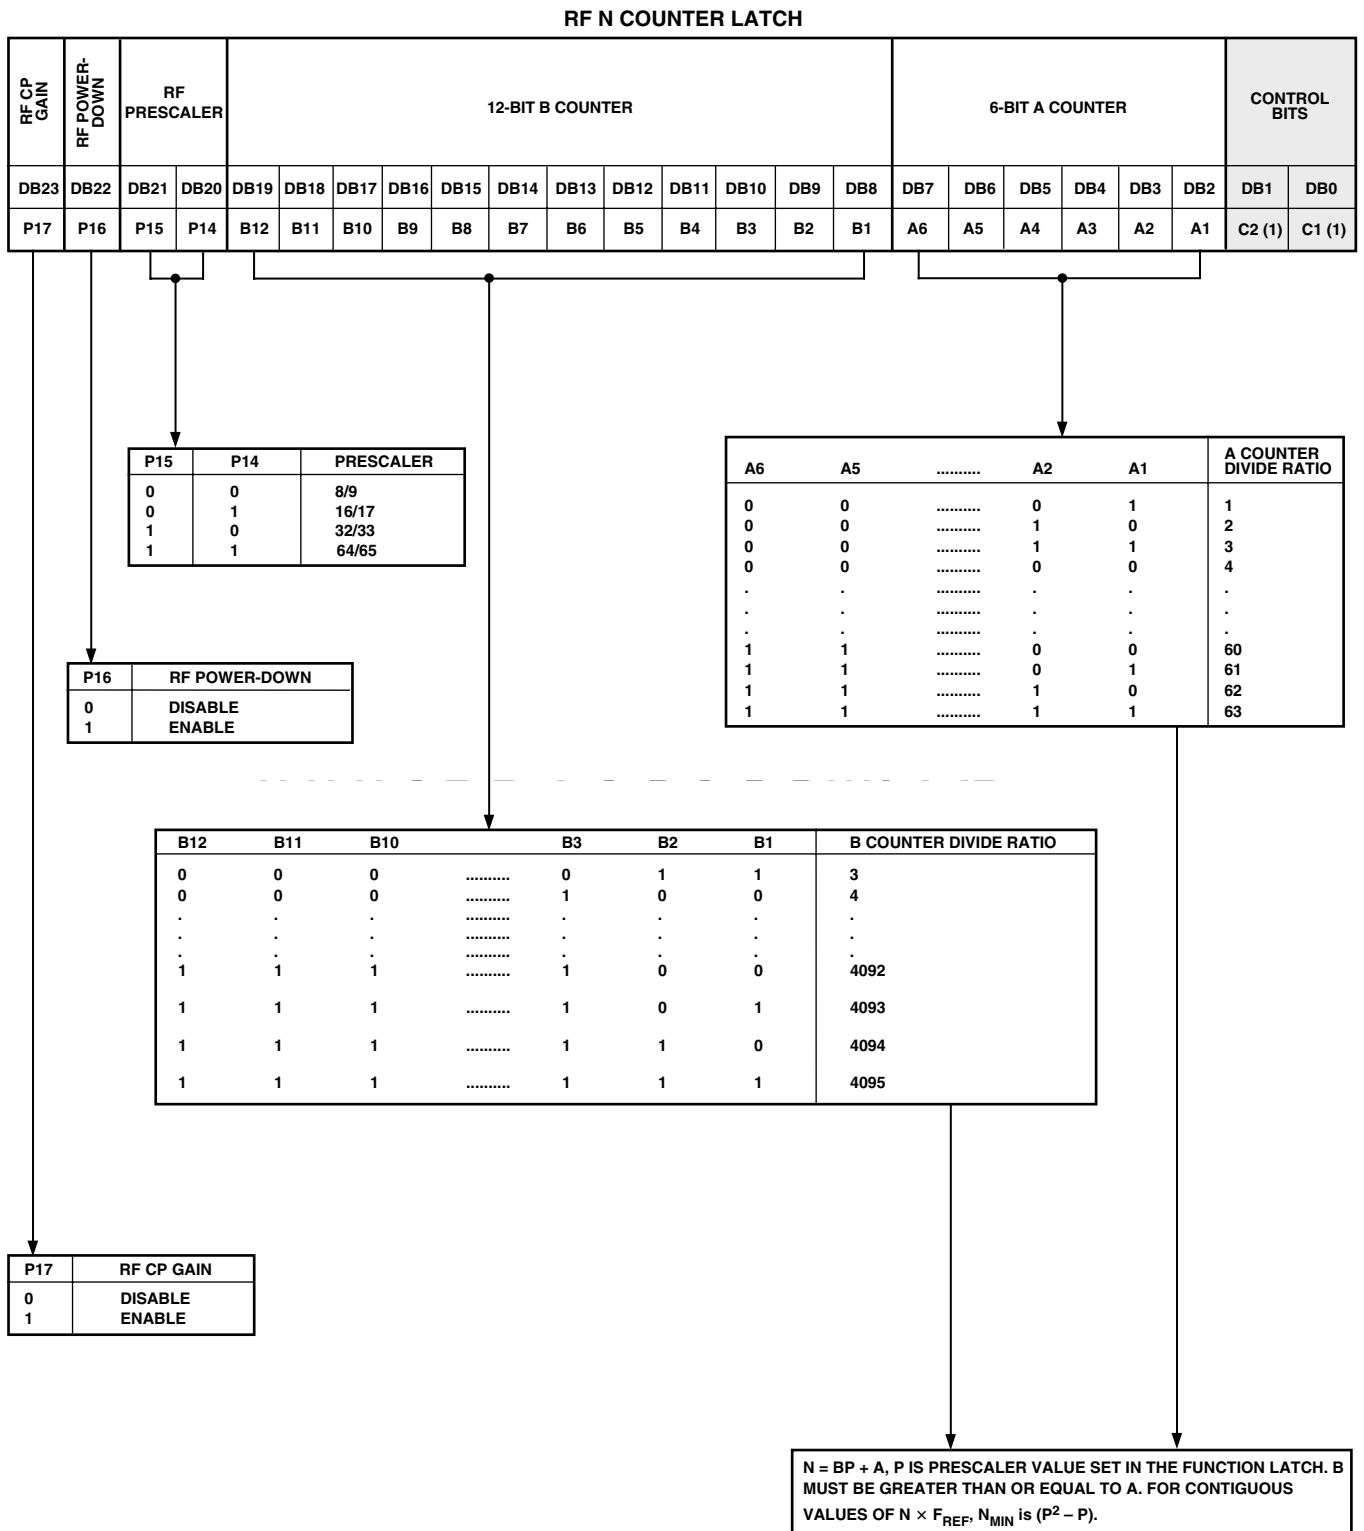 RF N COUNTER LATCH
RF CP GAIN
RF POWER-DOWN
RF PRESCALER
12-BIT B COUNTER
6-BIT A COUNTER
CONTROL BITS
DB23 DB22 DB21 DB20 DB19 DB18 DB17 DB16 DB15 DB14 DB13 DB12 DB11 DB10 DB9 DB8 DB7 DB6 DB5 DB4 DB3 DB2 DB1 DB0
P17 P16 P15 P14 B12 B11 B10 B9 B8 B7 B6 B5 B4 B3 B2 B1 A6 A5 A4 A3 A2 A1 C2 (1) C1 (1)
P15 P14 PRESCALER
0 0 8/9
0 1 16/17
1 0 32/33
1 1 64/65
A6 A5 .......... A2 A1 A COUNTER DIVIDE RATIO
0 0 .......... 0 1 1
0 0 .......... 1 0 2
0 0 .......... 1 1 3
0 0 .......... 0 0 4
. . .......... . . .
. . .......... . . .
. . .......... . . .
1 1 .......... 0 0 60
1 1 .......... 0 1 61
1 1 .......... 1 0 62
1 1 .......... 1 1 63
P16 RF POWER-DOWN
0 DISABLE
1 ENABLE
B12 B11 B10 B3 B2 B1 B COUNTER DIVIDE RATIO
0 0 0 .......... 0 1 1 3
0 0 0 .......... 1 0 0 4
. . . .......... . . . .
. . . .......... . . . .
. . . .......... . . . .
1 1 1 .......... 1 0 0 4092
1 1 1 .......... 1 0 1 4093
1 1 1 .......... 1 1 0 4094
1 1 1 .......... 1 1 1 4095
P17 RF CP GAIN
0 DISABLE
1 ENABLE
N = BP + A, P IS PRESCALER VALUE SET IN THE FUNCTION LATCH. B
MUST BE GREATER THAN OR EQUAL TO A. FOR CONTIGUOUS
VALUES OF N × F_REF, N_MIN is (P² – P).